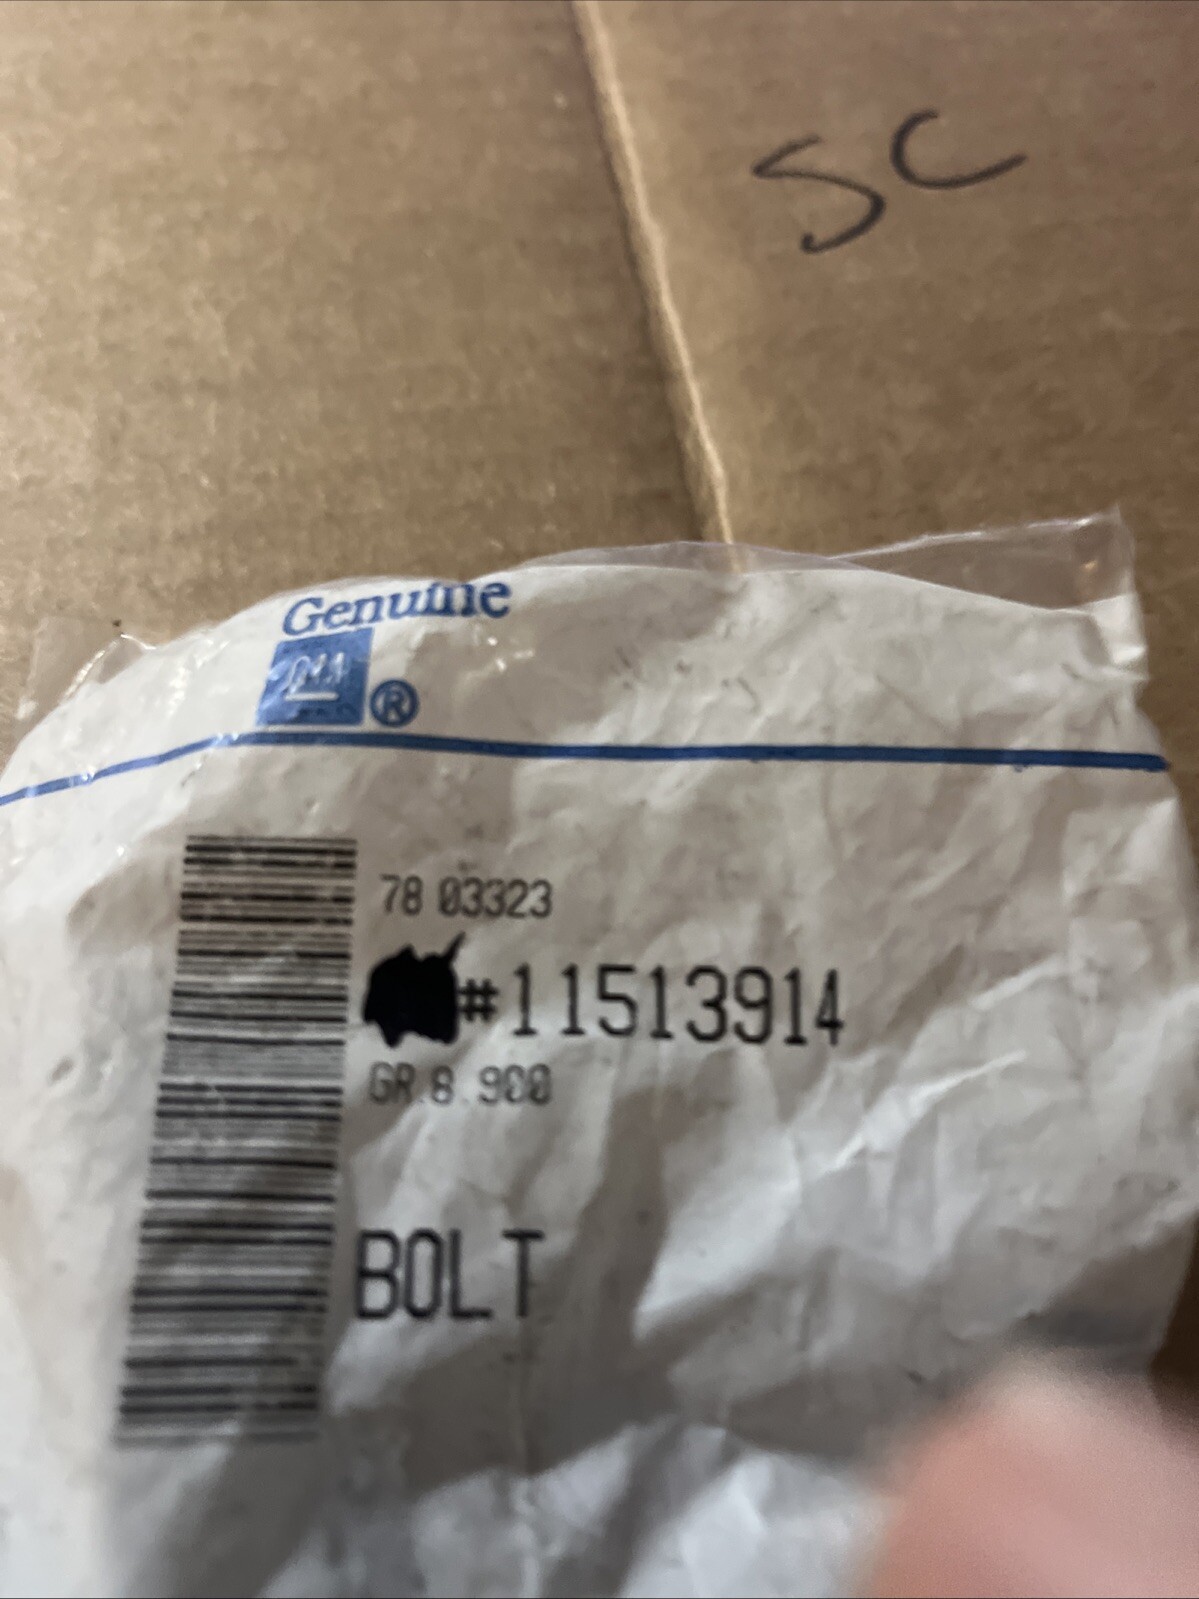 SC
Genuine
GM ®
78 03323
#11513914
GR.8.900
BOLT